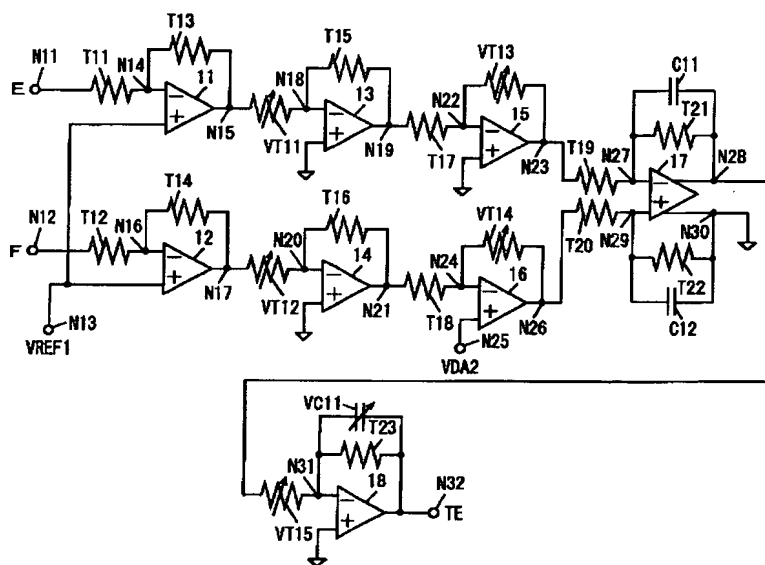 T13
T11
N11
N14
E
11
N15
T15
N18
VT11
13
N19
VT13
N22
T17
15
N23
C11
T21
T19
N27
17
N28
T14
N12
T12
N16
F
12
N17
T16
N20
VT12
14
N21
VT14
N24
T18
16
N25
N26
T20
N29
N30
T22
C12
N13
VREF1
VDA2
VC11
T23
N31
18
VT15
N32
TE